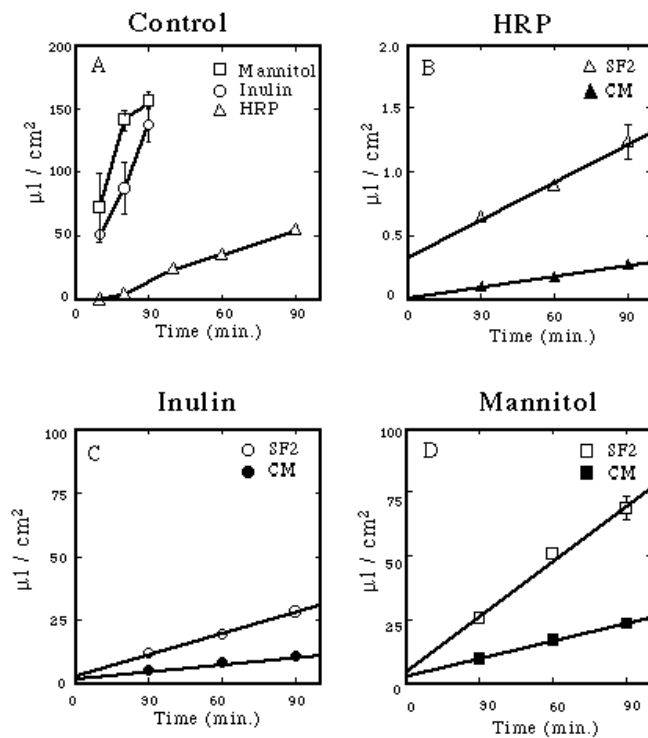 Control
200
150
100
50
0
A
Mannitol
Inulin
HRP
μl / cm²
0 30 60 90
Time (min.)
HRP
2.0
1.5
1.0
0.5
0
B
SF2
CM
μl / cm²
0 30 60 90
Time (min.)
Inulin
100
75
50
25
0
C
SF2
CM
μl / cm²
0 30 60 90
Time (min.)
Mannitol
100
75
50
25
0
D
SF2
CM
μl / cm²
0 30 60 90
Time (min.)